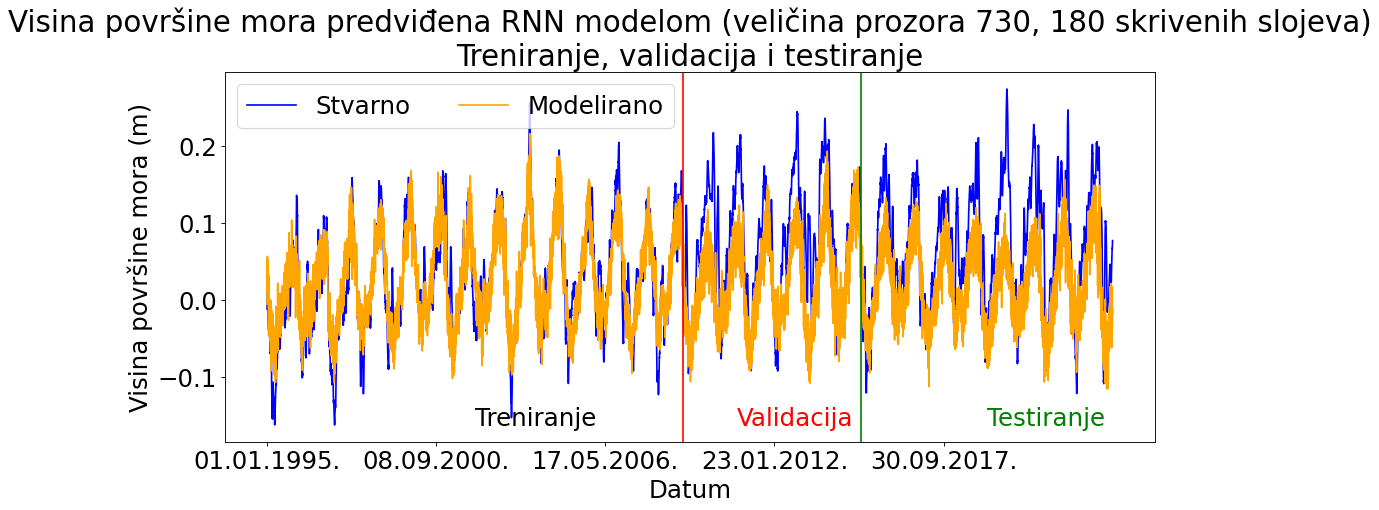 Visina površine mora predviđena RNN modelom (veličina prozora 730, 180 skrivenih slojeva)
Treniranje, validacija i testiranje
Stvarno
Modelirano
Visina površine mora (m)
0.2
0.1
0.0
−0.1
Treniranje
Validacija
Testiranje
01.01.1995.
08.09.2000.
17.05.2006.
23.01.2012.
30.09.2017.
Datum